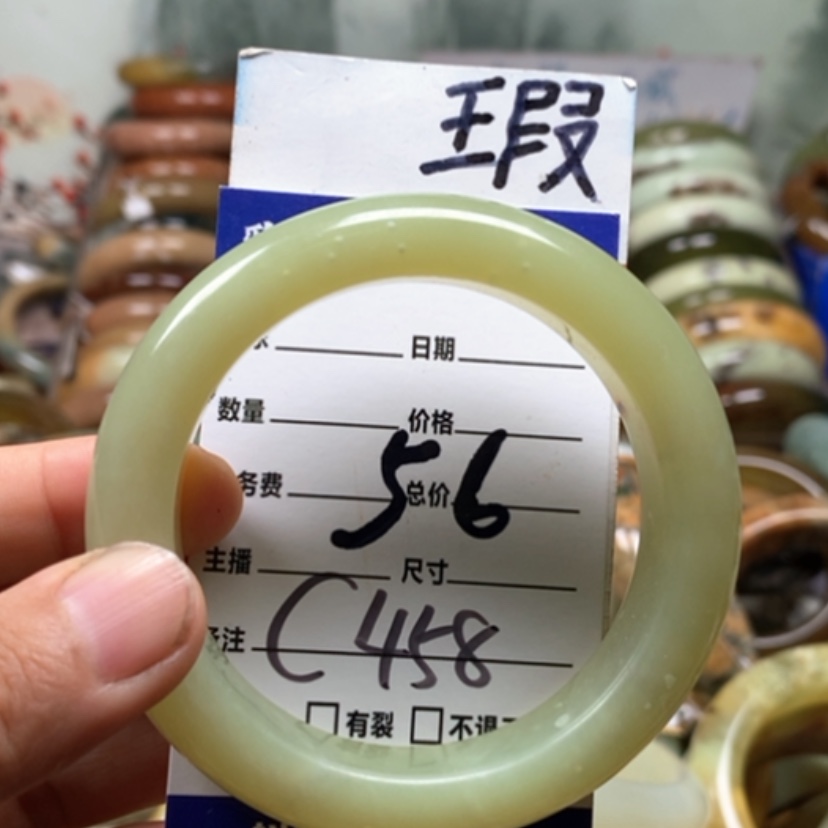 瑕
日期
数量 价格
务费 总价
56
主播 尺寸
C458
注
有裂 不退